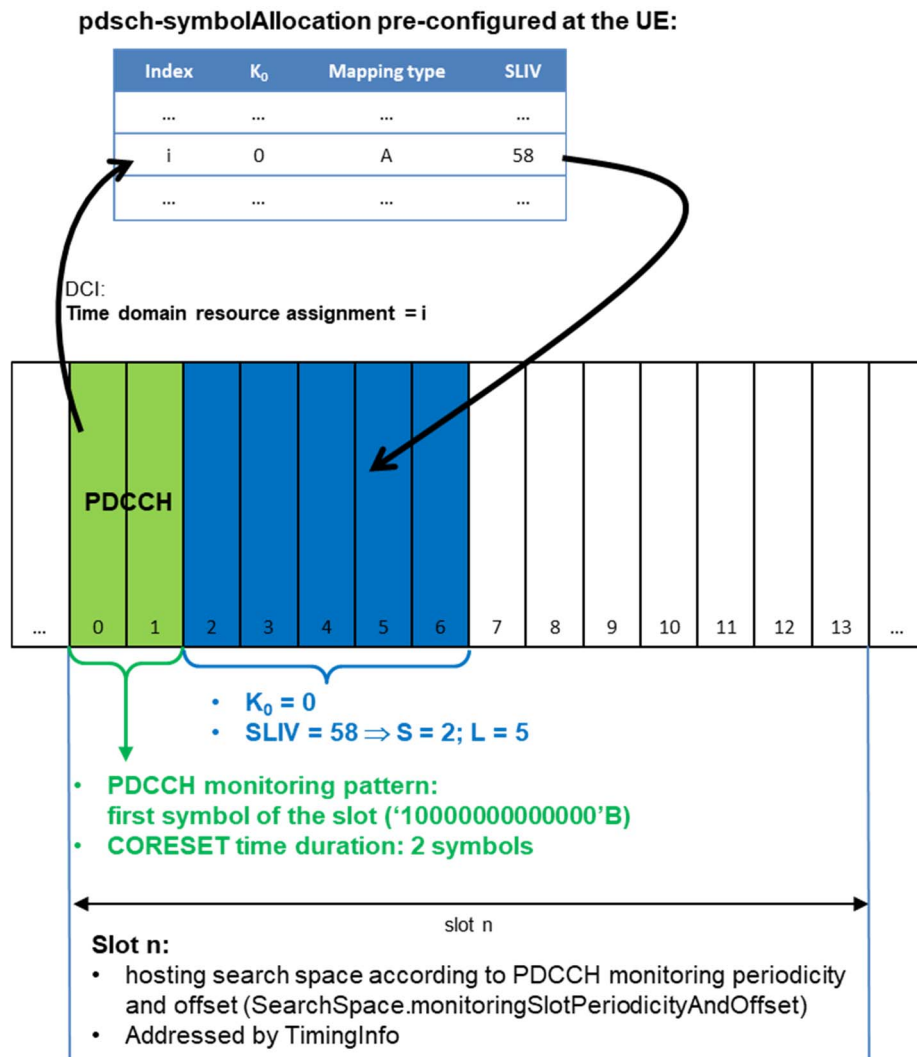 pdsch-symbolAllocation pre-configured at the UE:
Index K₀ Mapping type SLIV
... ... ... ...
i 0 A 58
... ... ... ...
DCI:
Time domain resource assignment = i
PDCCH
... 0 1 2 3 4 5 6 7 8 9 10 11 12 13 ...
• K₀ = 0
• SLIV = 58 ⇒ S = 2; L = 5
• PDCCH monitoring pattern:
first symbol of the slot (‘10000000000000’B)
• CORESET time duration: 2 symbols
slot n
Slot n:
• hosting search space according to PDCCH monitoring periodicity
and offset (SearchSpace.monitoringSlotPeriodicityAndOffset)
• Addressed by TimingInfo